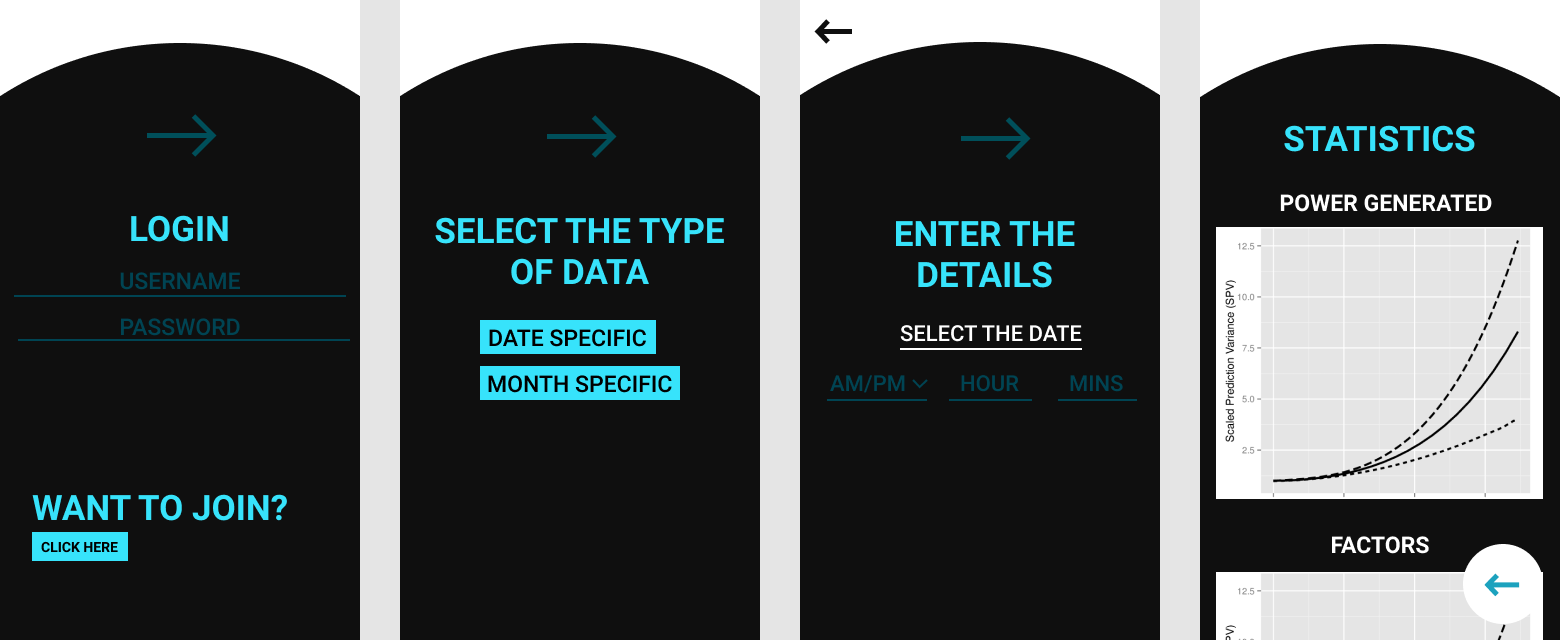 LOGIN
USERNAME
PASSWORD
WANT TO JOIN?
CLICK HERE
SELECT THE TYPE
OF DATA
DATE SPECIFIC
MONTH SPECIFIC
ENTER THE
DETAILS
SELECT THE DATE
AM/PM HOUR MINS
STATISTICS
POWER GENERATED
Scaled Prediction Variance (SPV)
12.5
10.0
7.5
5.0
2.5
FACTORS
12.5